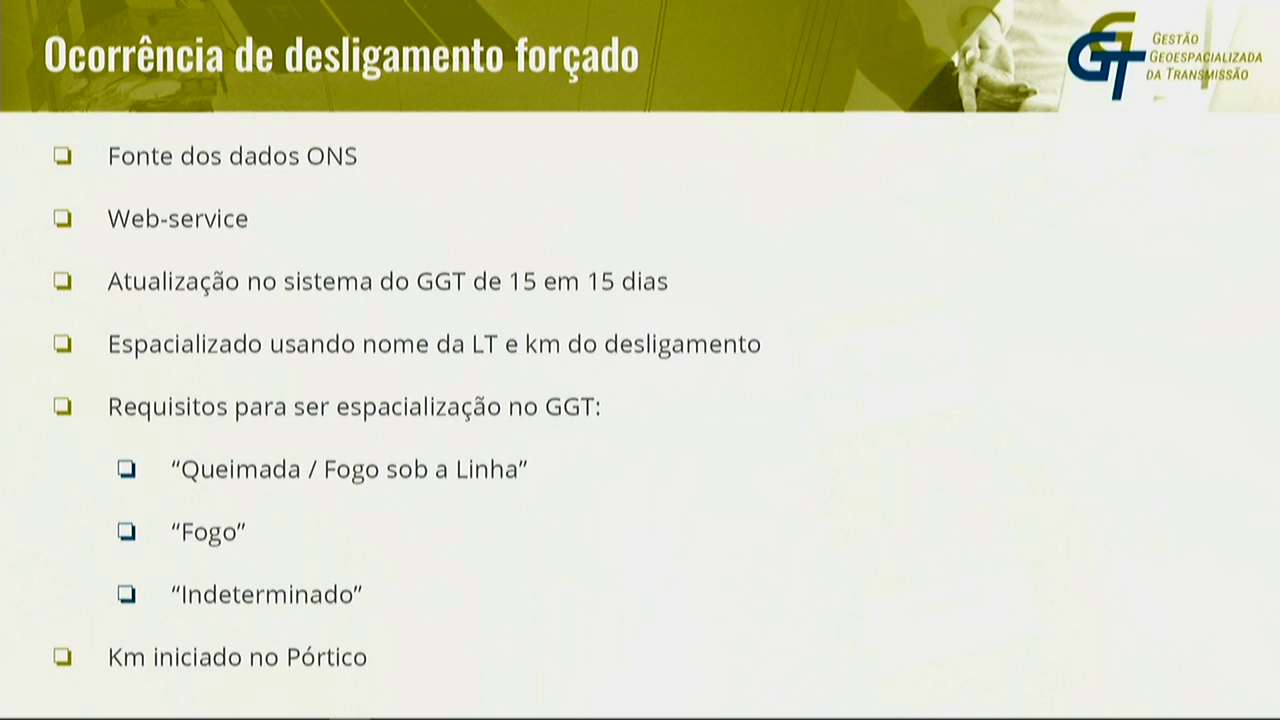 Ocorrência de desligamento forçado
GGT
GESTÃO
GEOESPACIALIZADA
DA TRANSMISSÃO
Fonte dos dados ONS
Web-service
Atualização no sistema do GGT de 15 em 15 dias
Espacializado usando nome da LT e km do desligamento
Requisitos para ser espacialização no GGT:
“Queimada / Fogo sob a Linha”
“Fogo”
“Indeterminado”
Km iniciado no Pórtico